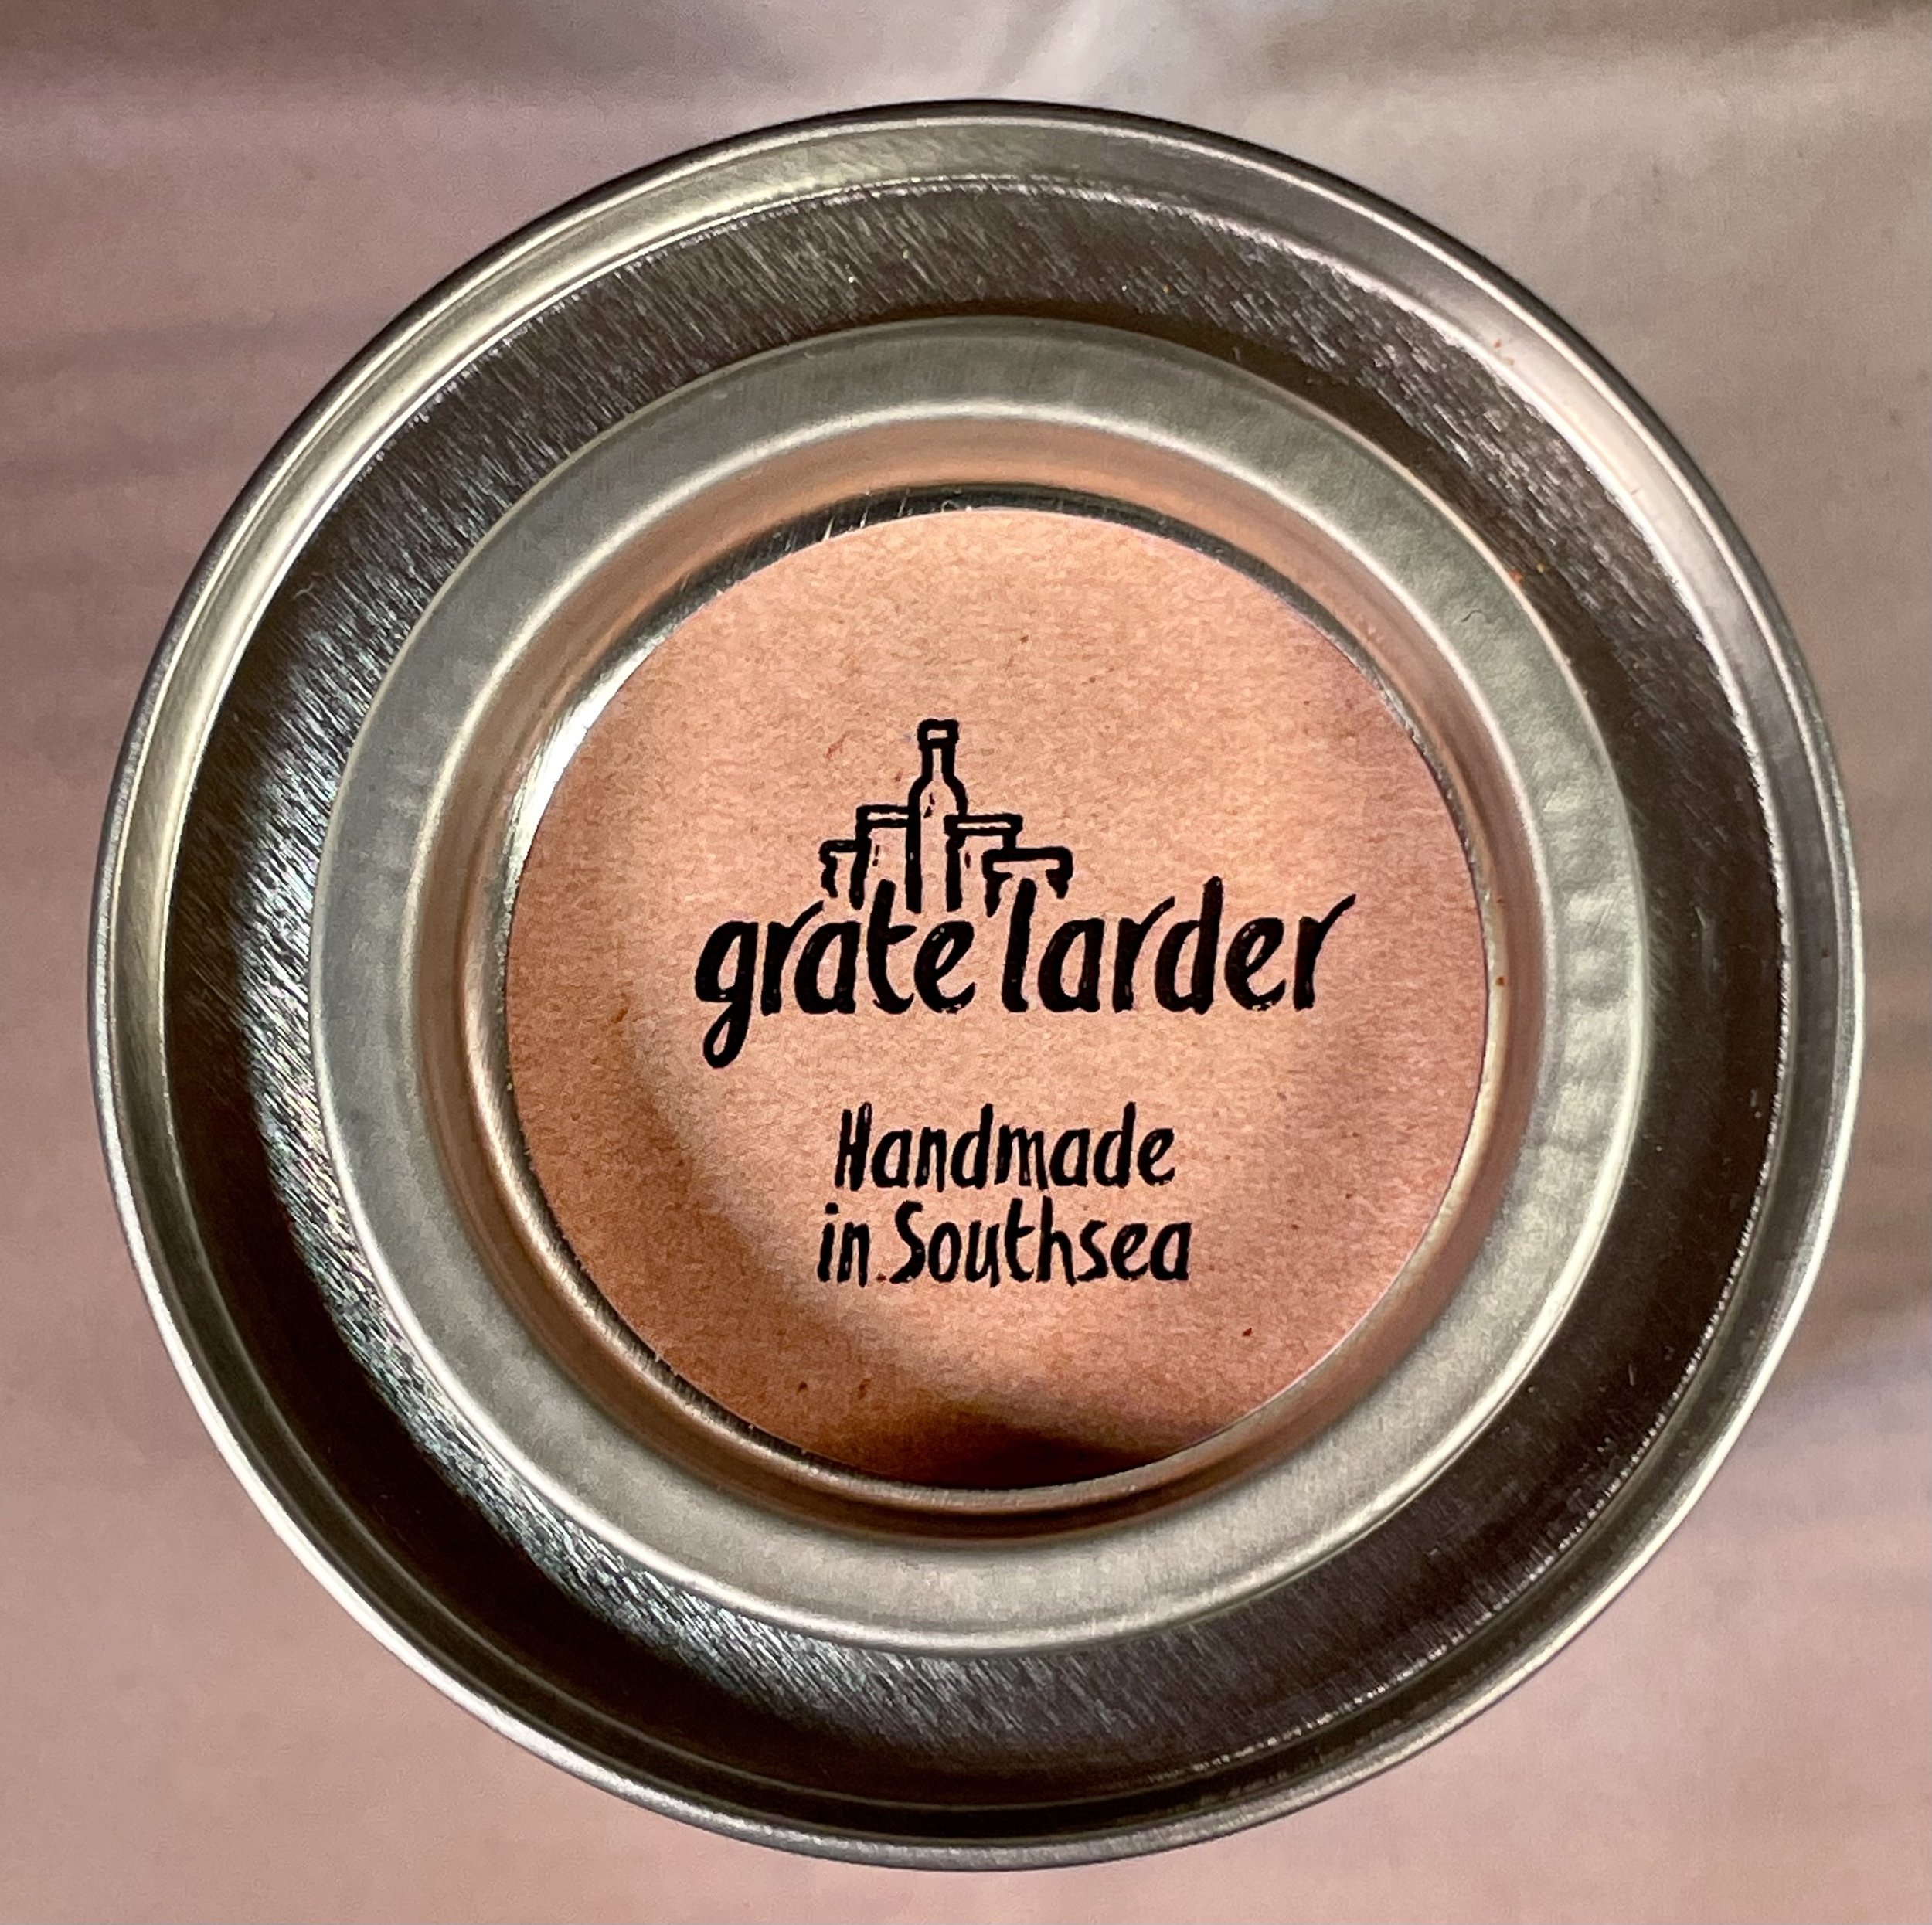 grate larder
Handmade
in Southsea